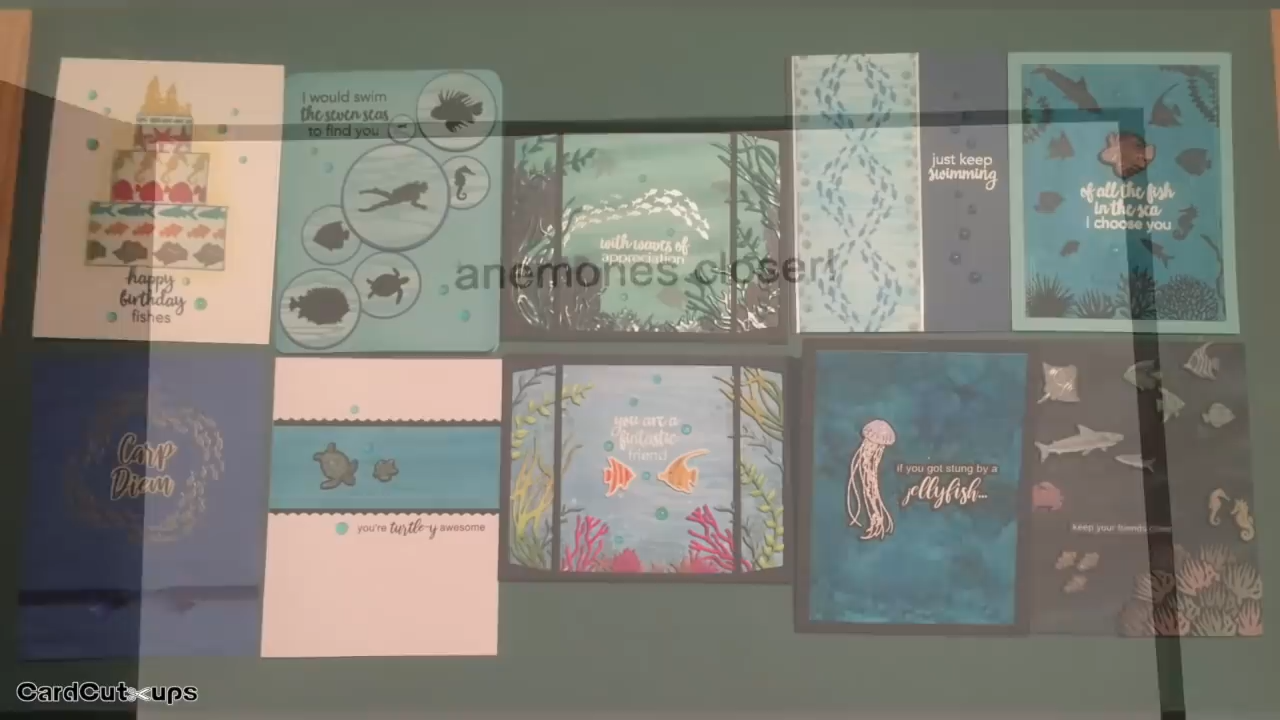 I would swim
the seven seas
to find you
just keep
swimming
of all the fish
in the sea
I choose you
with waves of
appreciation
anemones closer!
happy
birthday
fishes
Carp
Diem
you're turtle-y awesome
you are a
fintastic
friend
if you got stung by a
jellyfish...
keep your friends close
CardCut ups